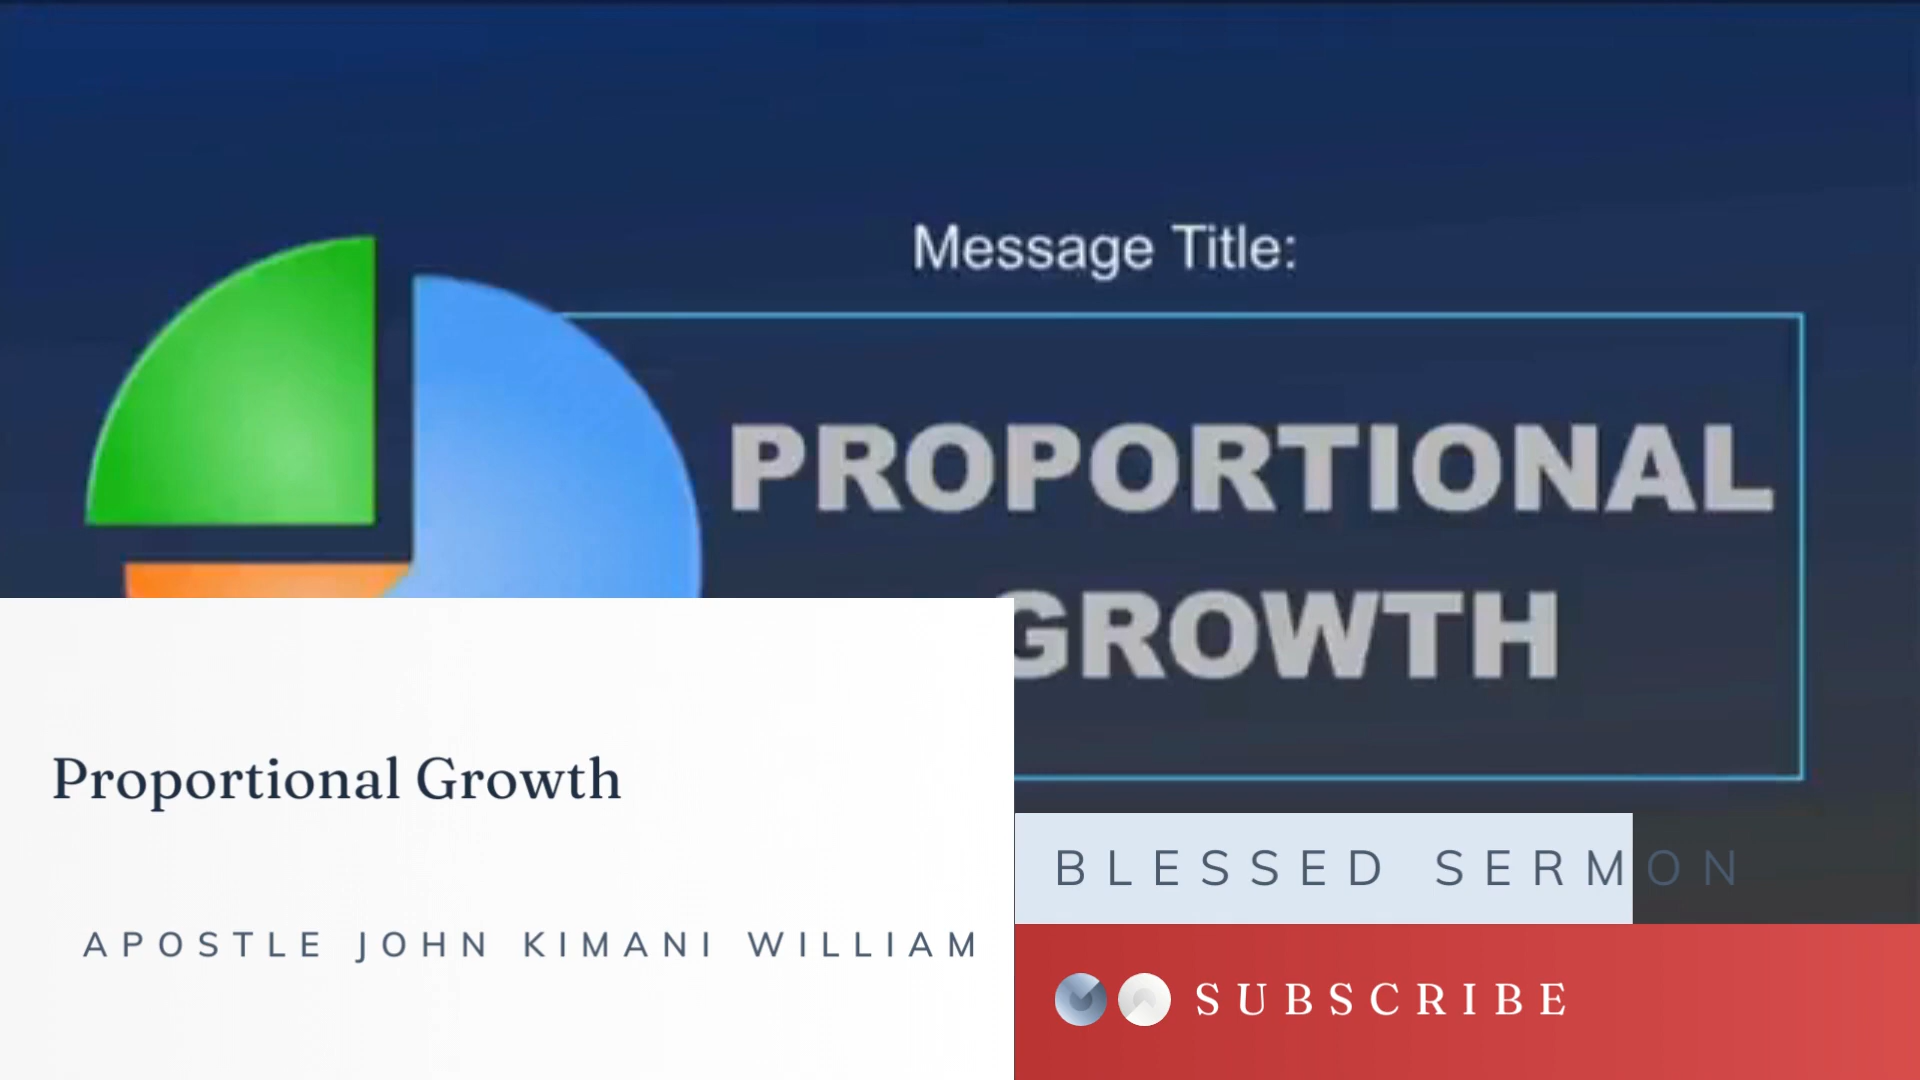 Message Title:
PROPORTIONAL
GROWTH
Proportional Growth
APOSTLE JOHN KIMANI WILLIAM
BLESSED SERMON
SUBSCRIBE